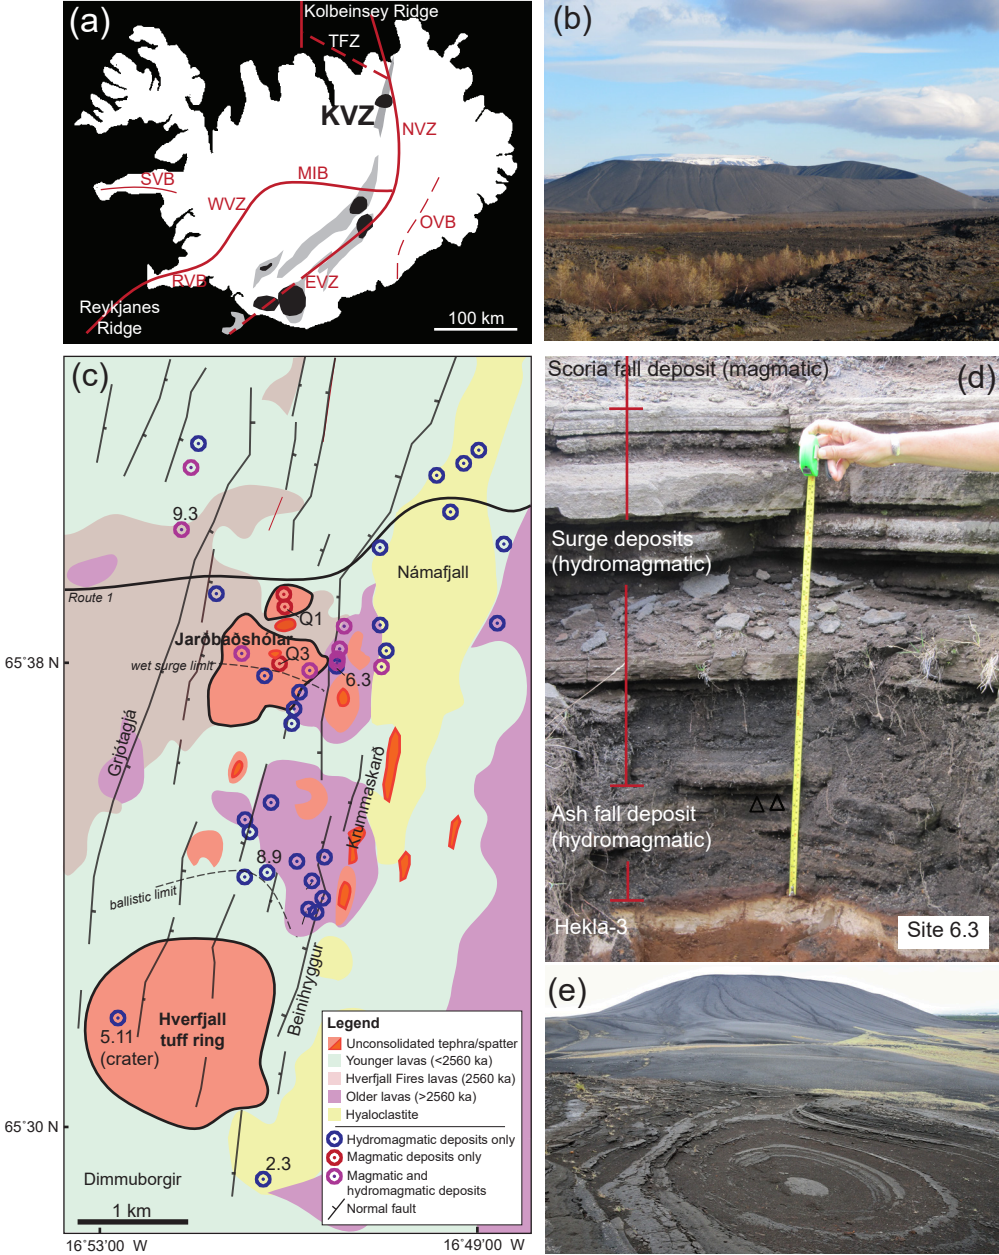 (a)
Kolbeinsey Ridge
TFZ
KVZ
NVZ
SVB
MIB
WVZ
OVB
RVB
EVZ
Reykjanes
Ridge
100 km
(b)
(c)
9.3
Námafjall
Route 1
Q1
Jarðbaðshólar
wet surge limit
Q3
65˚38 N
6.3
Grjótagjá
Krummaskarð
8.9
ballistic limit
Beinihryggur
Hverfjall
tuff ring
5.11
(crater)
Legend
Unconsolidated tephra/spatter
Younger lavas (<2560 ka)
Hverfjall Fires lavas (2560 ka)
Older lavas (>2560 ka)
Hyaloclastite
Hydromagmatic deposits only
Magmatic deposits only
Magmatic and
hydromagmatic deposits
Normal fault
65˚30 N
2.3
Dimmuborgir
1 km
16˚53'00 W
16˚49'00 W
Scoria fall deposit (magmatic)
(d)
Surge deposits
(hydromagmatic)
Ash fall deposit
(hydromagmatic)
Hekla-3
Site 6.3
(e)